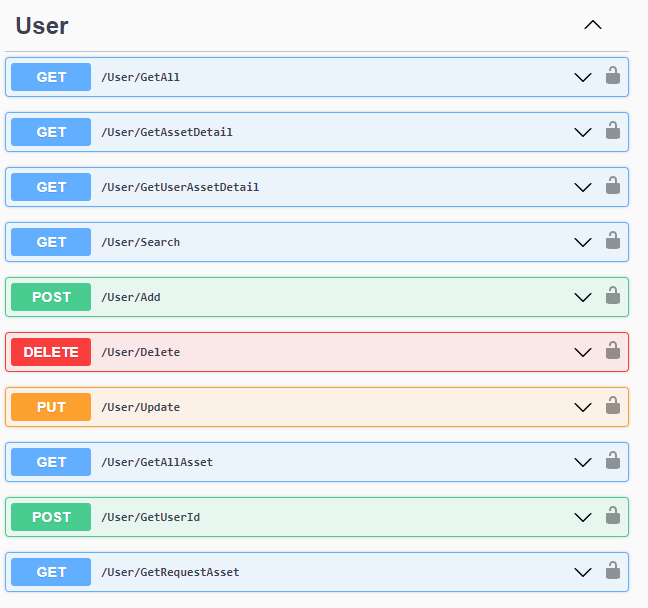 User
GET /User/GetAll
GET /User/GetAssetDetail
GET /User/GetUserAssetDetail
GET /User/Search
POST /User/Add
DELETE /User/Delete
PUT /User/Update
GET /User/GetAllAsset
POST /User/GetUserId
GET /User/GetRequestAsset